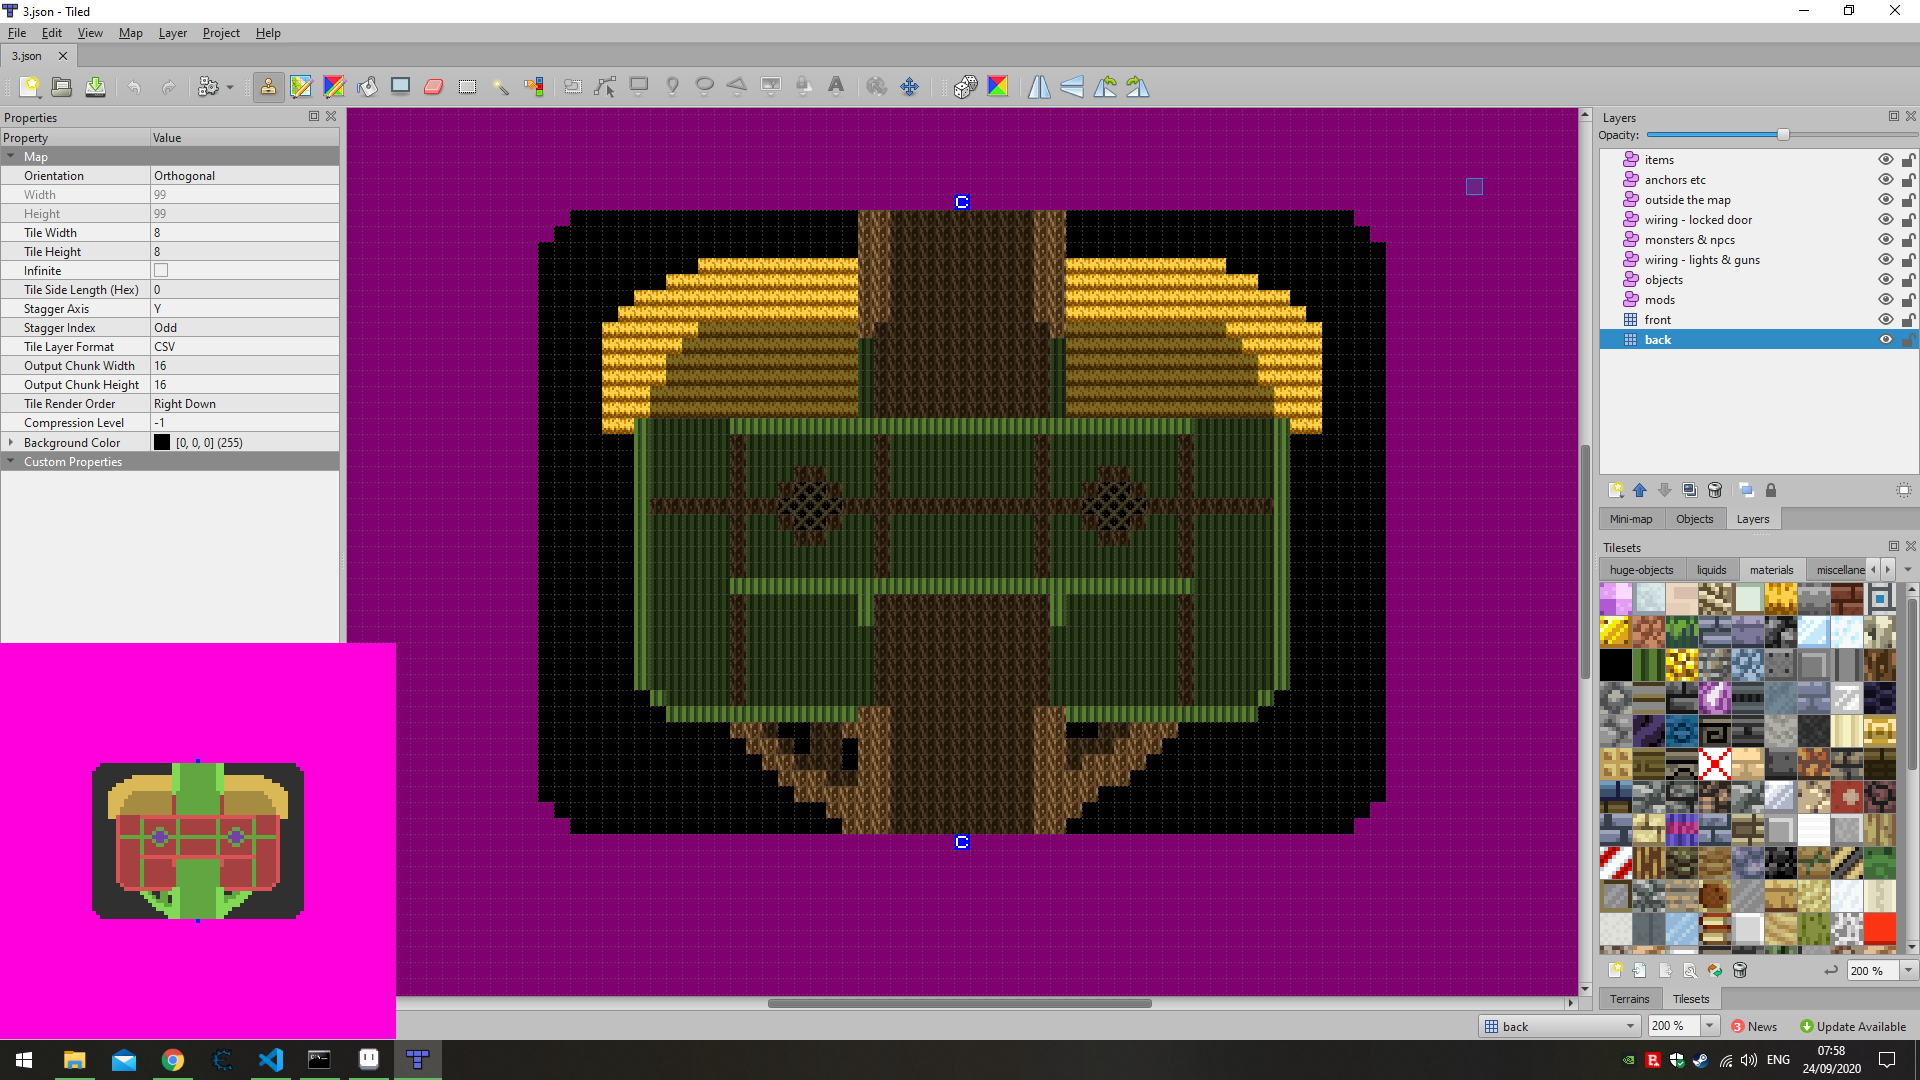 3.json - Tiled
File Edit View Map Layer Project Help
3.json
Properties
Property Value
Map
Orientation Orthogonal
Width 99
Height 99
Tile Width 8
Tile Height 8
Infinite
Tile Side Length (Hex) 0
Stagger Axis Y
Stagger Index Odd
Tile Layer Format CSV
Output Chunk Width 16
Output Chunk Height 16
Tile Render Order Right Down
Compression Level -1
Background Color [0, 0, 0] (255)
Custom Properties
C
C
Layers
Opacity:
items
anchors etc
outside the map
wiring - locked door
monsters & npcs
wiring - lights & guns
objects
mods
front
back
Mini-map Objects Layers
Tilesets
huge-objects liquids materials miscellane
200 %
Terrains Tilesets
back 200 % 3 News Update Available
ENG 07:58
24/09/2020